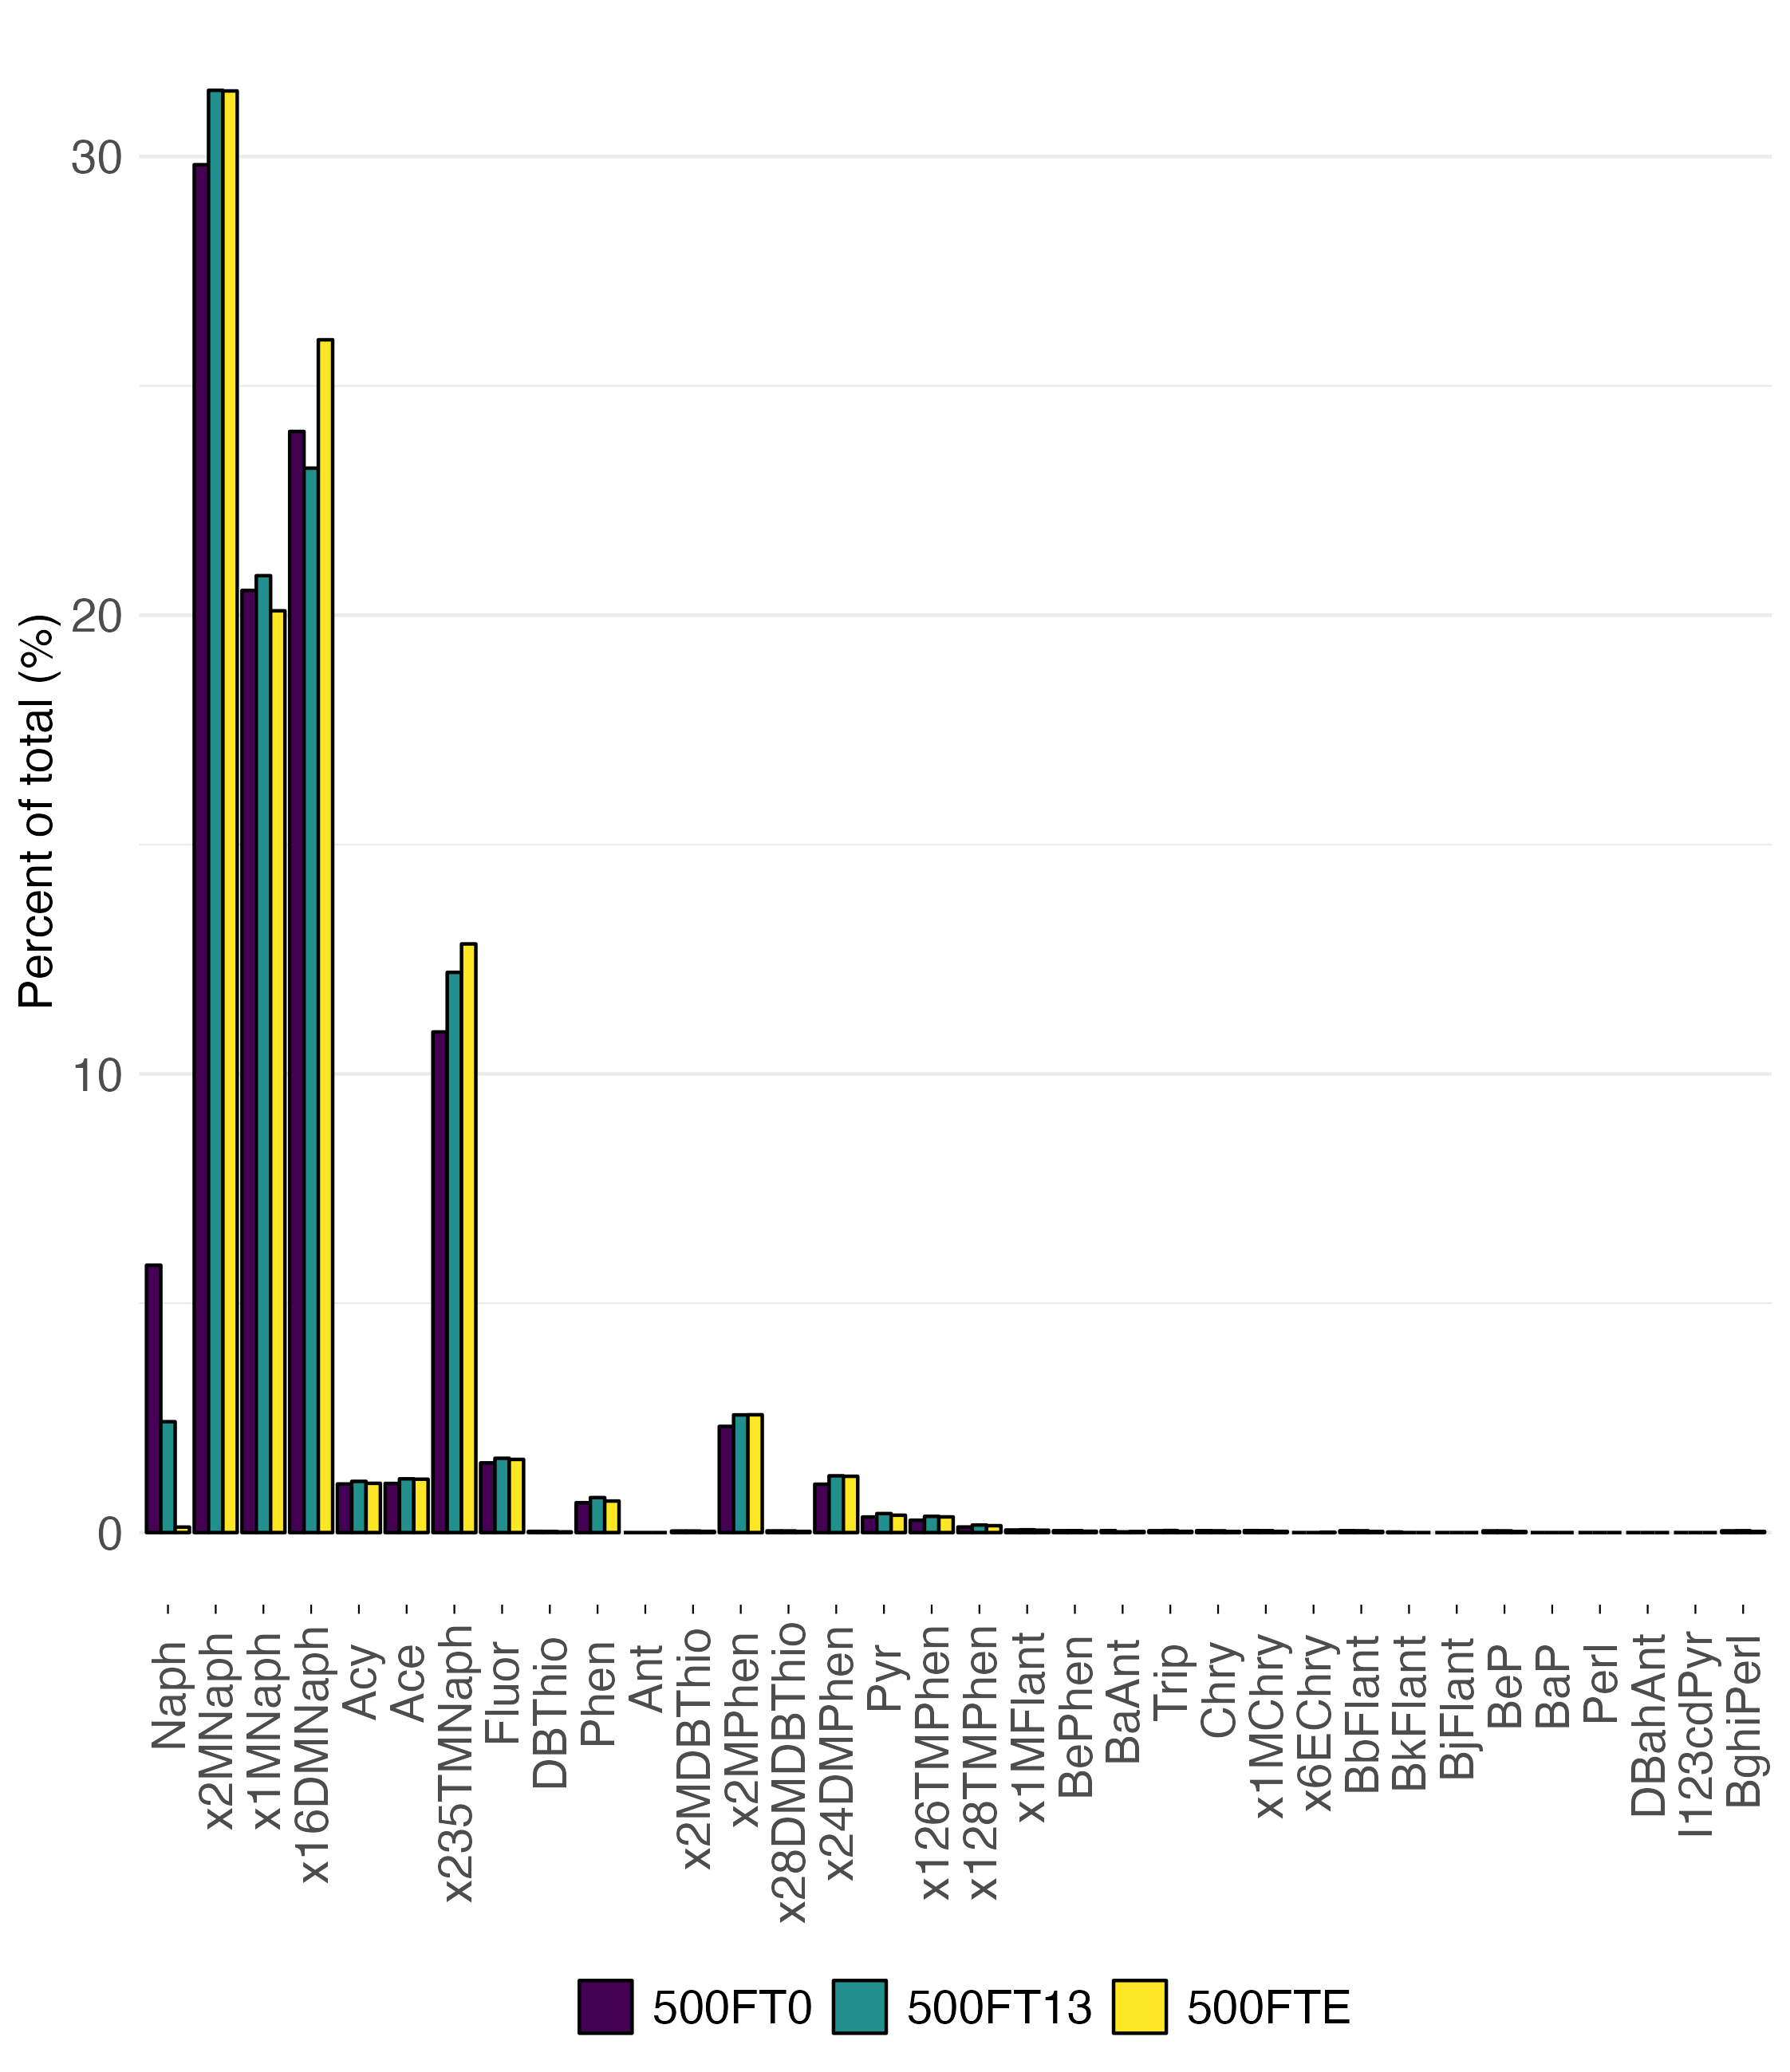 Percent of total (%)
30
20
10
0
Naph
x2MNaph
x1MNaph
x16DMNaph
Acy
Ace
x235TMNaph
Fluor
DBThio
Phen
Ant
x2MDBThio
x2MPhen
x28DMDBThio
x24DMPhen
Pyr
x126TMPhen
x128TMPhen
x1MFlant
BePhen
BaAnt
Trip
Chry
x1MChry
x6EChry
BbFlant
BkFlant
BjFlant
BeP
BaP
Perl
DBahAnt
I123cdPyr
BghiPerl
500FT0 500FT13 500FTE